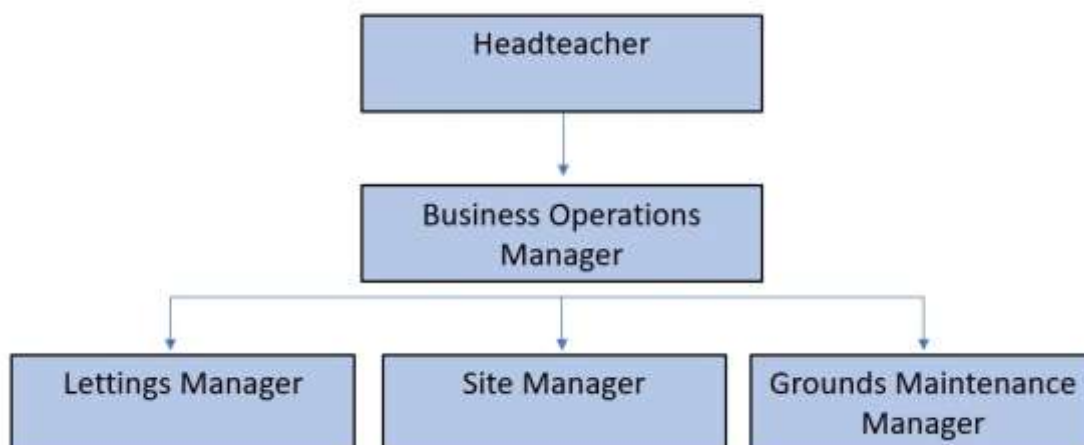 Headteacher
Business Operations
Manager
Lettings Manager
Site Manager
Grounds Maintenance
Manager